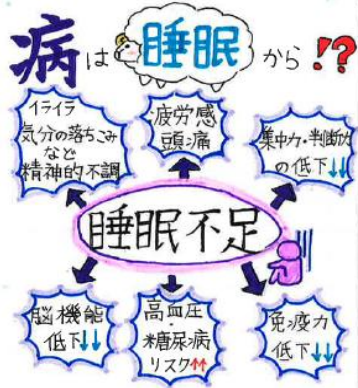 病は睡眠から!?
イライラ
気分の落ちこみ
など
精神的不調
疲労感
頭痛
集中力・判断力
の低下↓↓
睡眠不足
脳機能
低下↓↓
高血圧
・
糖尿病
リスク↑↑
免疫力
低下↓↓